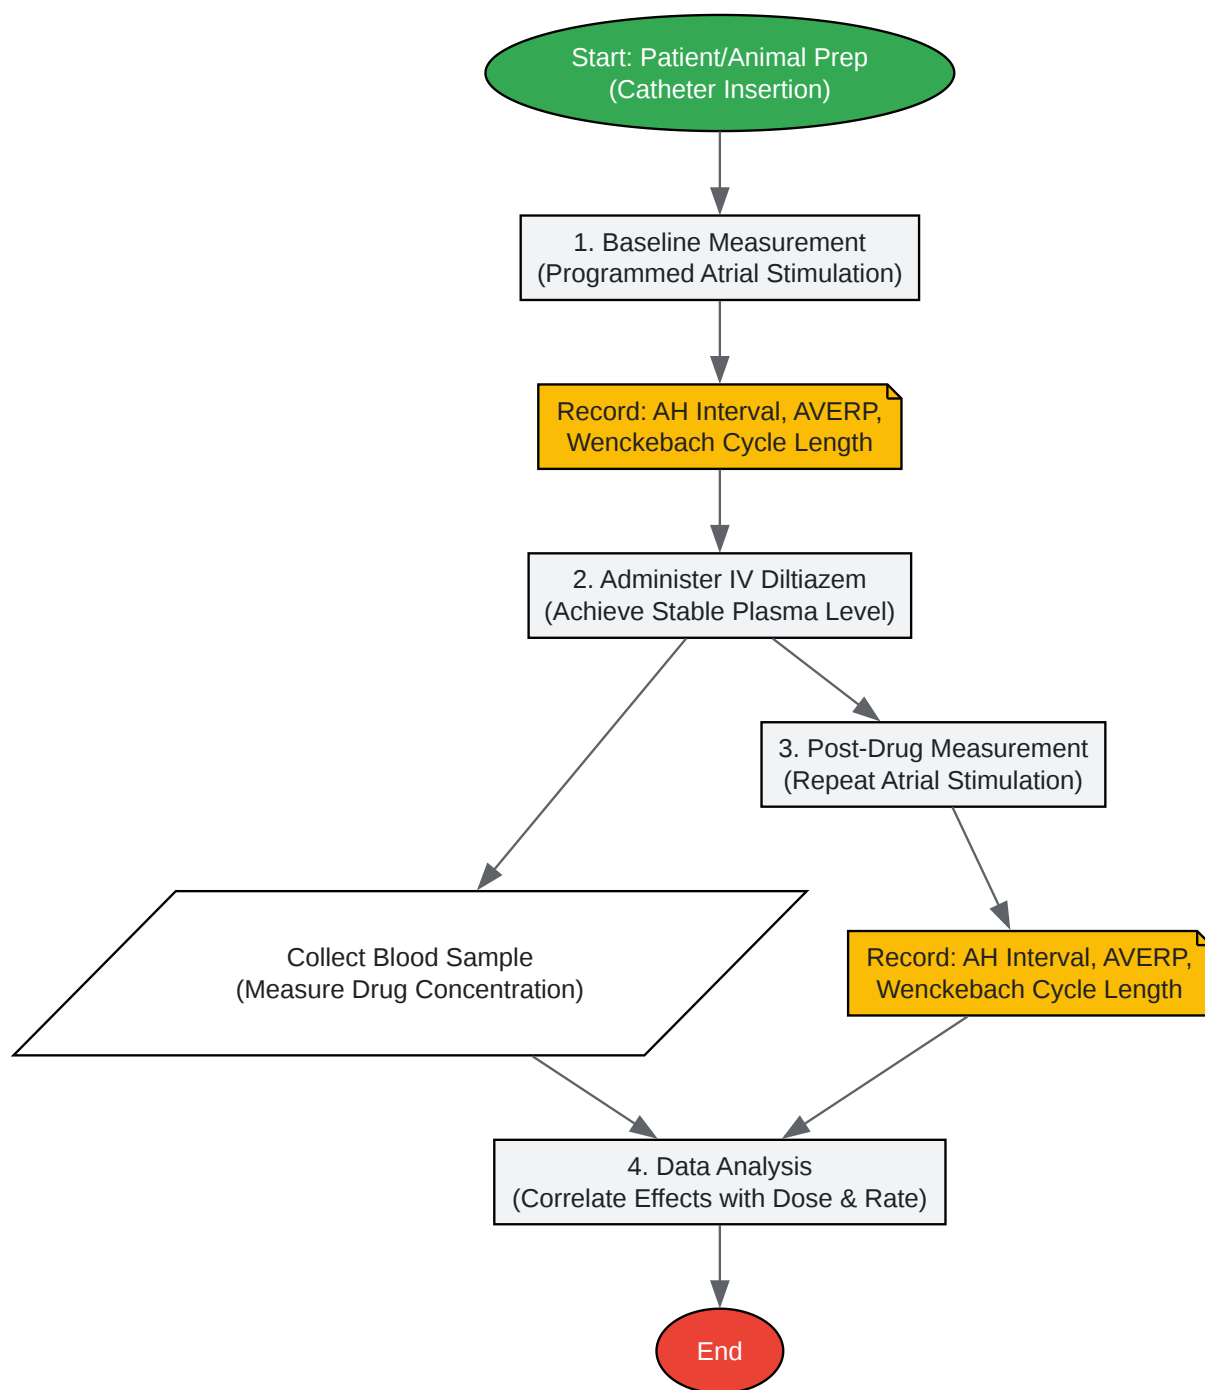 Start: Patient/Animal Prep
(Catheter Insertion)
1. Baseline Measurement
(Programmed Atrial Stimulation)
Record: AH Interval, AVERP,
Wenckebach Cycle Length
2. Administer IV Diltiazem
(Achieve Stable Plasma Level)
3. Post-Drug Measurement
(Repeat Atrial Stimulation)
Collect Blood Sample
(Measure Drug Concentration)
Record: AH Interval, AVERP,
Wenckebach Cycle Length
4. Data Analysis
(Correlate Effects with Dose & Rate)
End